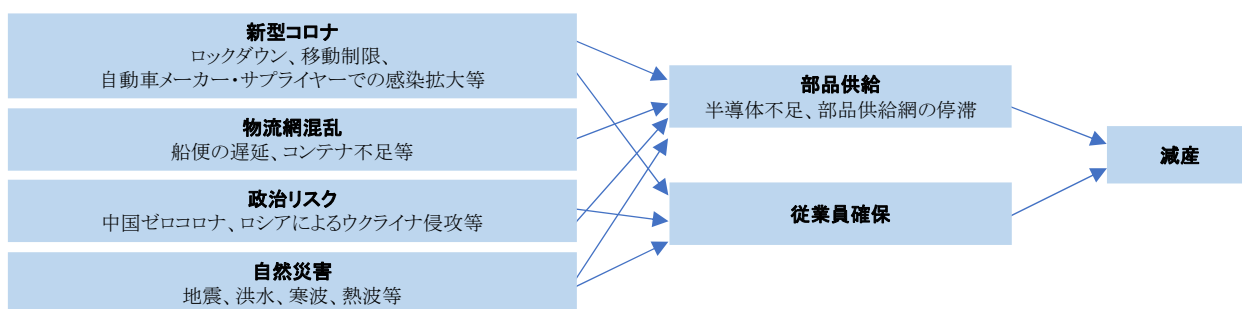 新型コロナ
ロックダウン、移動制限、
自動車メーカー・サプライヤーでの感染拡大等
物流網混乱
船便の遅延、コンテナ不足等
政治リスク
中国ゼロコロナ、ロシアによるウクライナ侵攻等
自然災害
地震、洪水、寒波、熱波等
部品供給
半導体不足、部品供給網の停滞
従業員確保
減産